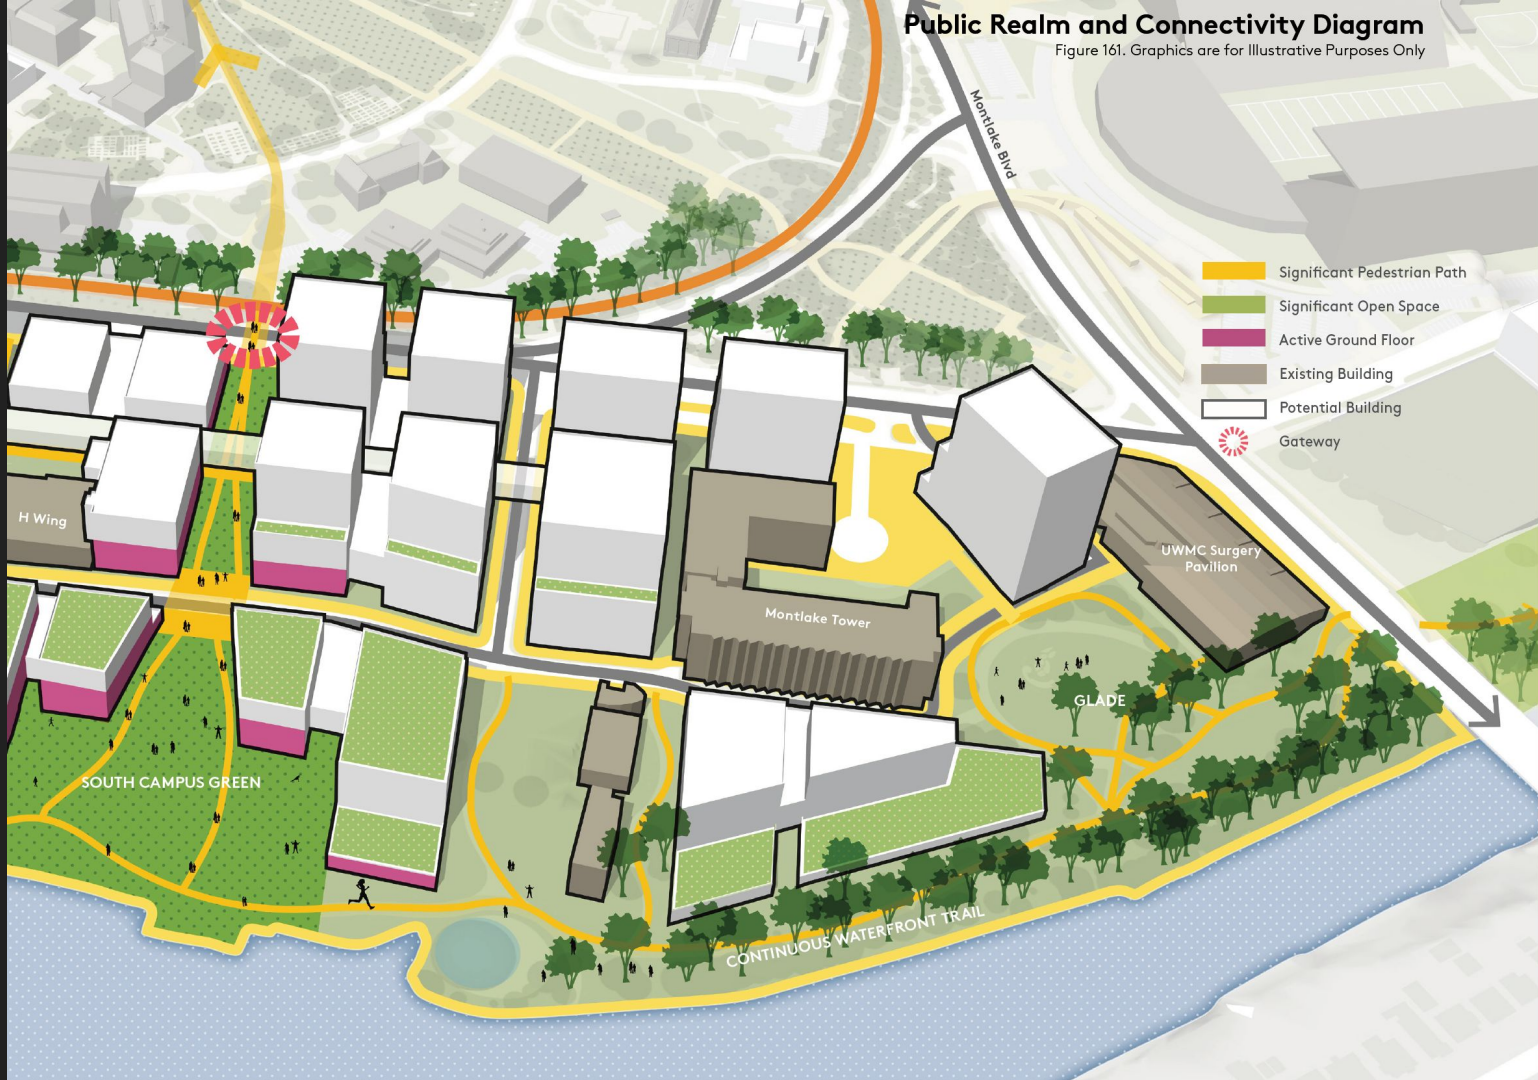 Public Realm and Connectivity Diagram
Figure 161. Graphics are for Illustrative Purposes Only
Montlake Blvd
Significant Pedestrian Path
Significant Open Space
Active Ground Floor
Existing Building
Potential Building
Gateway
H Wing
UWMC Surgery
Pavilion
Montlake Tower
GLADE
SOUTH CAMPUS GREEN
CONTINUOUS WATERFRONT TRAIL